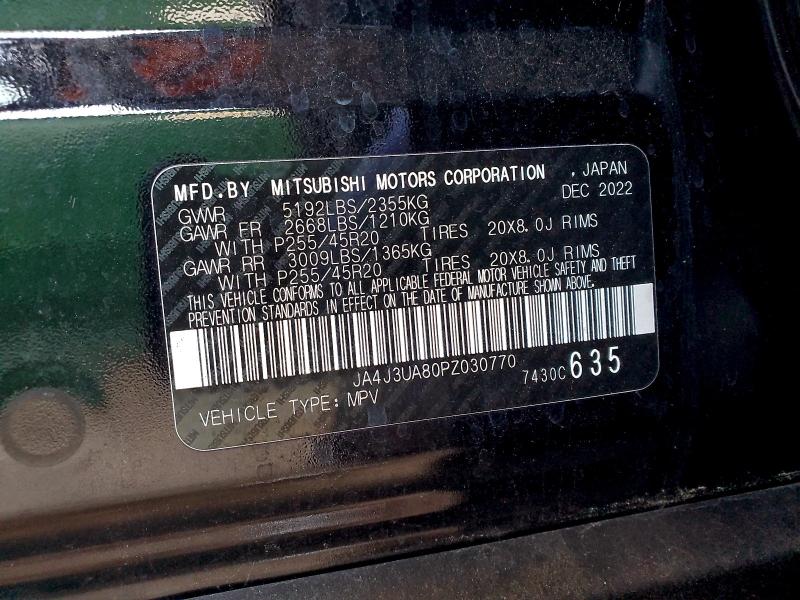 MFD.BY MITSUBISHI MOTORS CORPORATION . JAPAN
GVWR 5192LBS/2355KG DEC 2022
GAWR FR 2668LBS/1210KG
WITH P255/45R20 TIRES 20X8.0J RIMS
GAWR RR 3009LBS/1365KG
WITH P255/45R20 TIRES 20X8.0J RIMS
THIS VEHICLE CONFORMS TO ALL APPLICABLE FEDERAL MOTOR VEHICLE SAFETY AND THEFT
PREVENTION STANDARDS IN EFFECT ON THE DATE OF MANUFACTURE SHOWN ABOVE.
JA4J3UA80PZ030770 7430C 635
VEHICLE TYPE: MPV